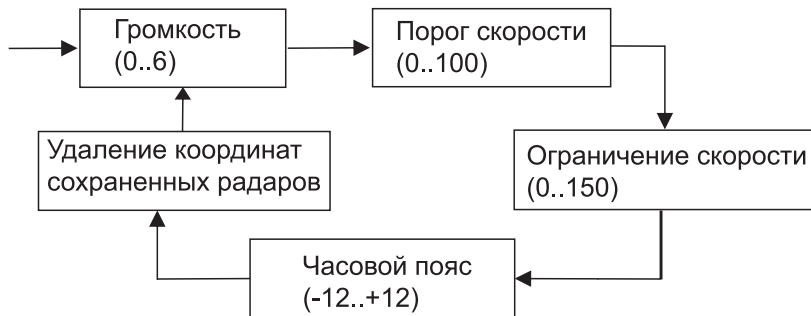 Громкость
(0..6)
Порог скорости
(0..100)
Ограничение скорости
(0..150)
Часовой пояс
(-12..+12)
Удаление координат
сохраненных радаров